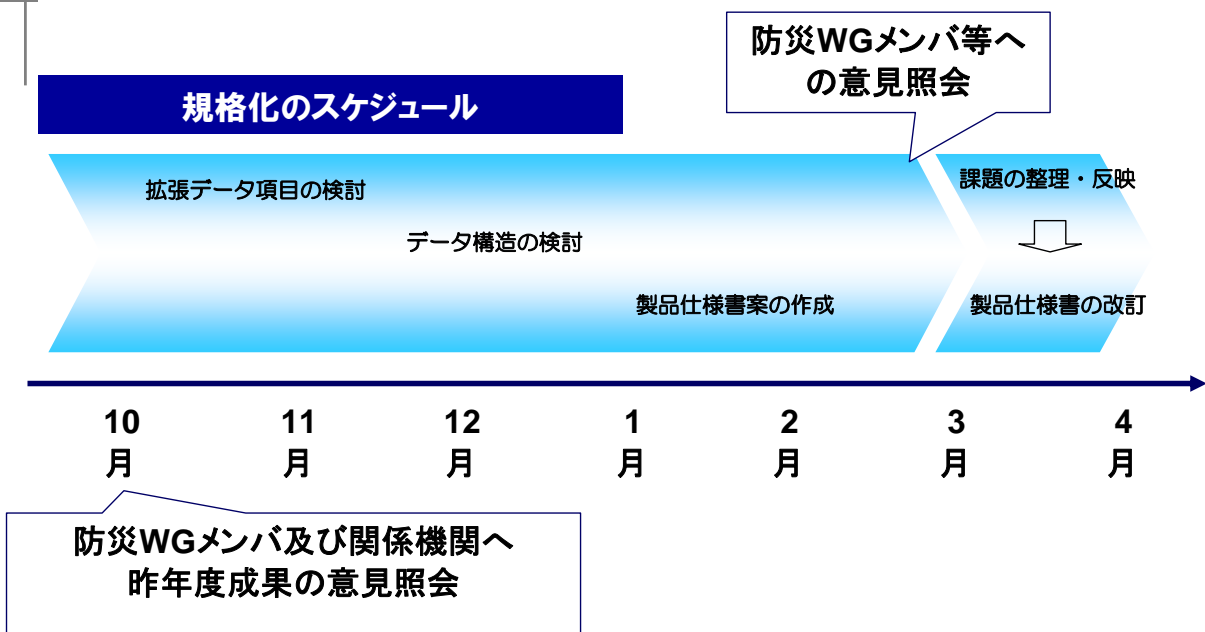 防災WGメンバ等へ
の意見照会
規格化のスケジュール
拡張データ項目の検討
課題の整理・反映
データ構造の検討
製品仕様書案の作成
製品仕様書の改訂
10 11 12 1 2 3 4
月 月 月 月 月 月 月
防災WGメンバ及び関係機関へ
昨年度成果の意見照会